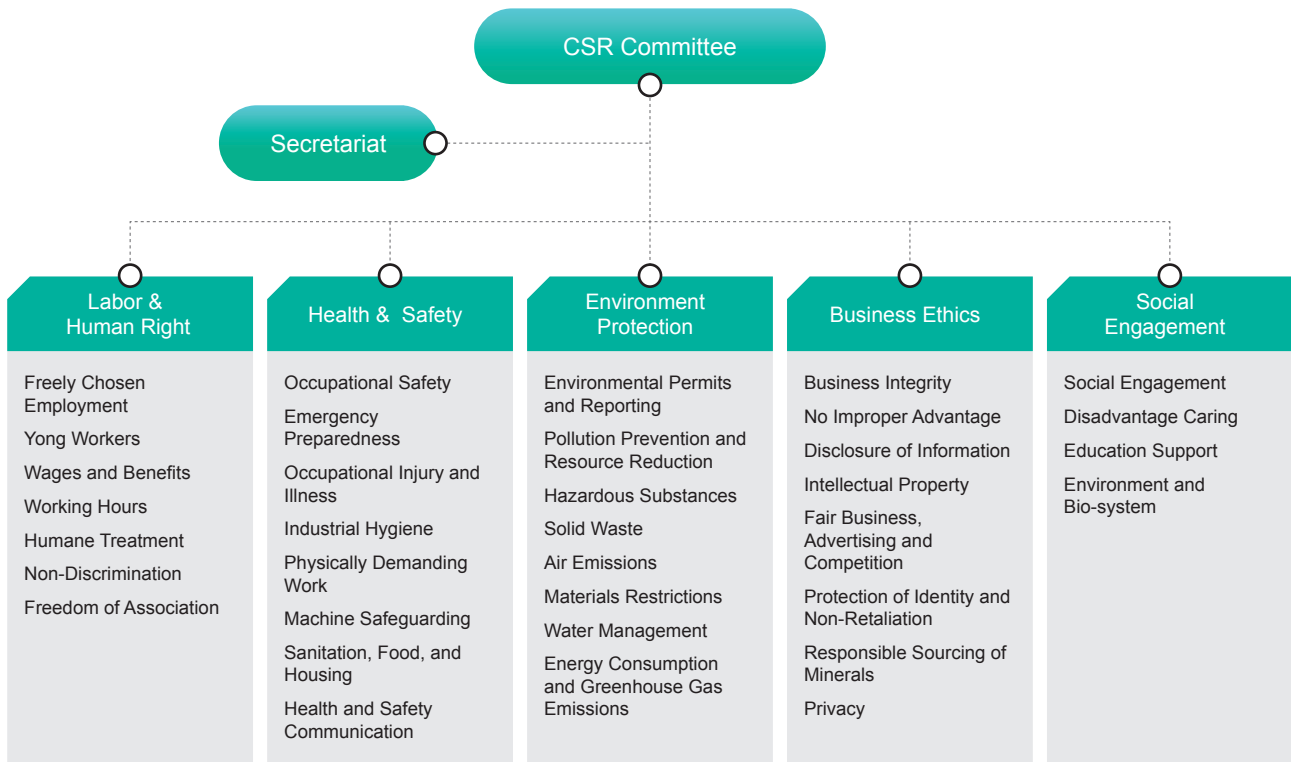 CSR Committee
Secretariat
Labor &
Human Right
Freely Chosen
Employment
Yong Workers
Wages and Benefits
Working Hours
Humane Treatment
Non-Discrimination
Freedom of Association
Health & Safety
Occupational Safety
Emergency
Preparedness
Occupational Injury and
Illness
Industrial Hygiene
Physically Demanding
Work
Machine Safeguarding
Sanitation, Food, and
Housing
Health and Safety
Communication
Environment
Protection
Environmental Permits
and Reporting
Pollution Prevention and
Resource Reduction
Hazardous Substances
Solid Waste
Air Emissions
Materials Restrictions
Water Management
Energy Consumption
and Greenhouse Gas
Emissions
Business Ethics
Business Integrity
No Improper Advantage
Disclosure of Information
Intellectual Property
Fair Business,
Advertising and
Competition
Protection of Identity and
Non-Retaliation
Responsible Sourcing of
Minerals
Privacy
Social
Engagement
Social Engagement
Disadvantage Caring
Education Support
Environment and
Bio-system